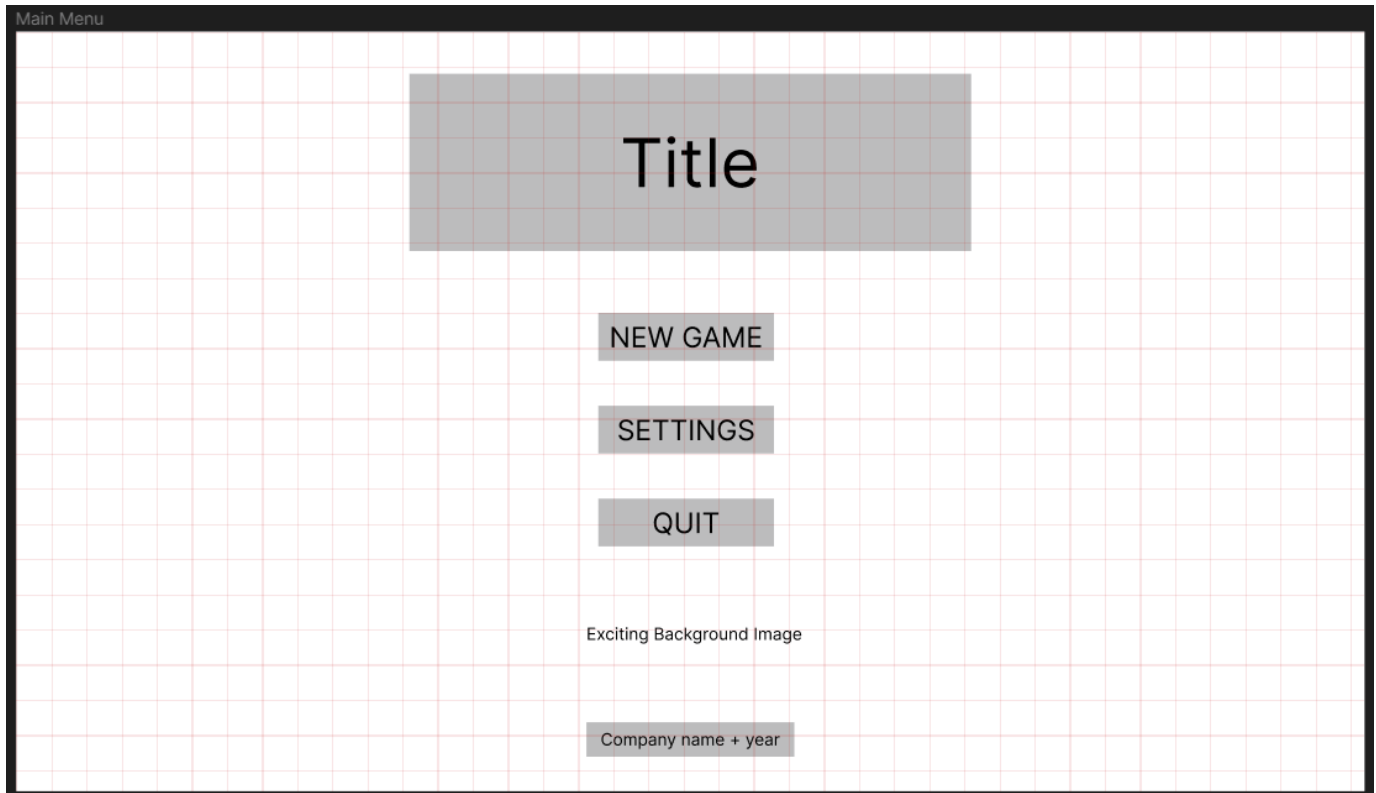 Main Menu
Title
NEW GAME
SETTINGS
QUIT
Exciting Background Image
Company name + year